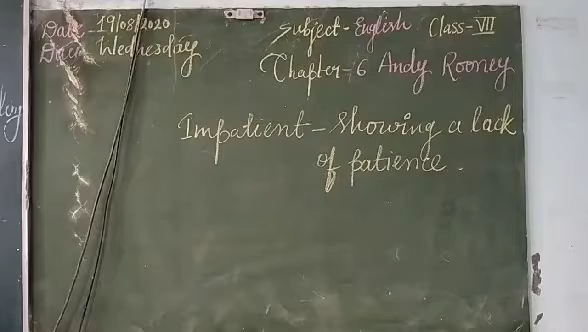 Date 19/08/2020
Subject - English Class - VII
Day Wednesday
Chapter - 6 Andy Rooney
Impatient - showing a lack
of patience.